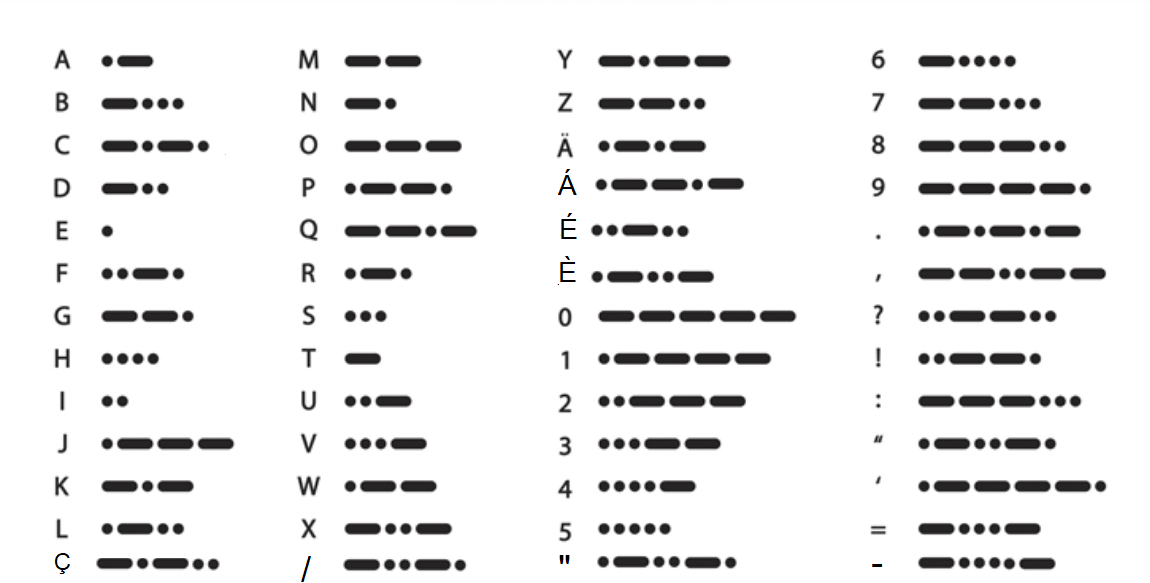 A •—
B —•••
C —•—•
D —••
E •
F ••—•
G ——•
H ••••
I ••
J •———
K —•—
L •—••
Ç —•—••
M ——
N —•
O ———
P •——•
Q ——•—
R •—•
S •••
T —
U ••—
V •••—
W •——
X —••—
/ —••—•
Y —•——
Z ——••
Ä •—•—
Á •——•—
É ••—••
È •—••—
0 —————
1 •————
2 ••———
3 •••——
4 ••••—
5 •••••
" •—••—•
6 —••••
7 ——•••
8 ———••
9 ————•
. •—•—•—
, ——••——
? ••——••
! ••——•
: ———•••
“ •—••—•
‘ •————•
= —•••—
- —••••—